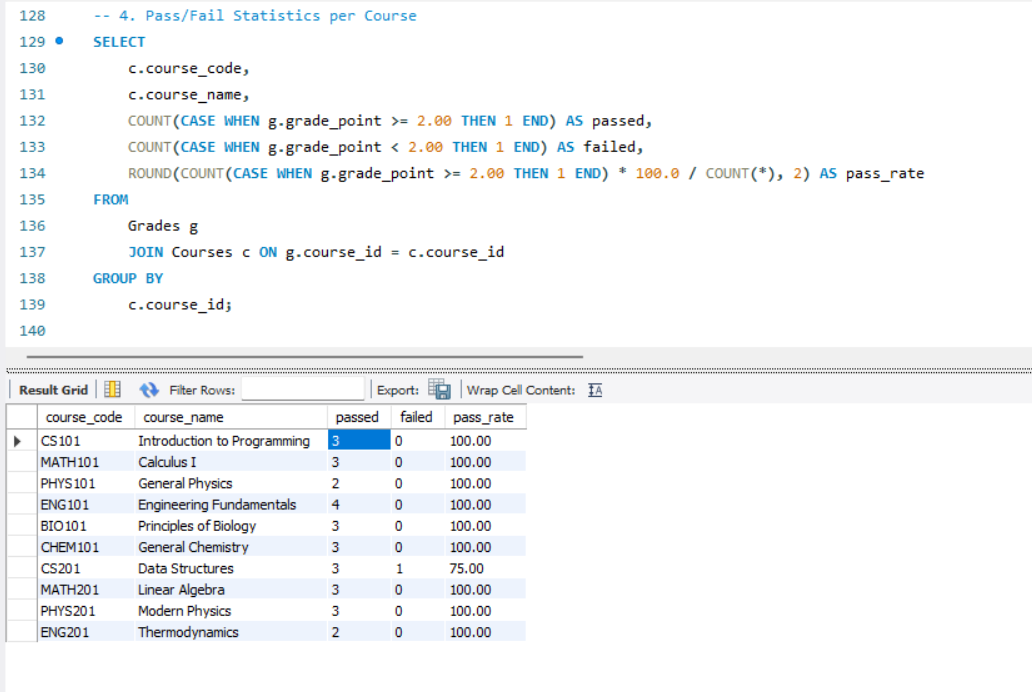 128 -- 4. Pass/Fail Statistics per Course
129 SELECT
130 c.course_code,
131 c.course_name,
132 COUNT(CASE WHEN g.grade_point >= 2.00 THEN 1 END) AS passed,
133 COUNT(CASE WHEN g.grade_point < 2.00 THEN 1 END) AS failed,
134 ROUND(COUNT(CASE WHEN g.grade_point >= 2.00 THEN 1 END) * 100.0 / COUNT(*), 2) AS pass_rate
135 FROM
136 Grades g
137 JOIN Courses c ON g.course_id = c.course_id
138 GROUP BY
139 c.course_id;
140
Result Grid Filter Rows: Export: Wrap Cell Content: IA
course_code course_name passed failed pass_rate
CS101 Introduction to Programming 3 0 100.00
MATH101 Calculus I 3 0 100.00
PHYS101 General Physics 2 0 100.00
ENG101 Engineering Fundamentals 4 0 100.00
BIO101 Principles of Biology 3 0 100.00
CHEM101 General Chemistry 3 0 100.00
CS201 Data Structures 3 1 75.00
MATH201 Linear Algebra 3 0 100.00
PHYS201 Modern Physics 3 0 100.00
ENG201 Thermodynamics 2 0 100.00